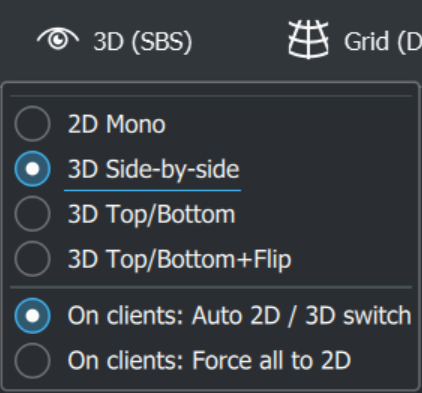 3D (SBS)
Grid (D
2D Mono
3D Side-by-side
3D Top/Bottom
3D Top/Bottom+Flip
On clients: Auto 2D / 3D switch
On clients: Force all to 2D